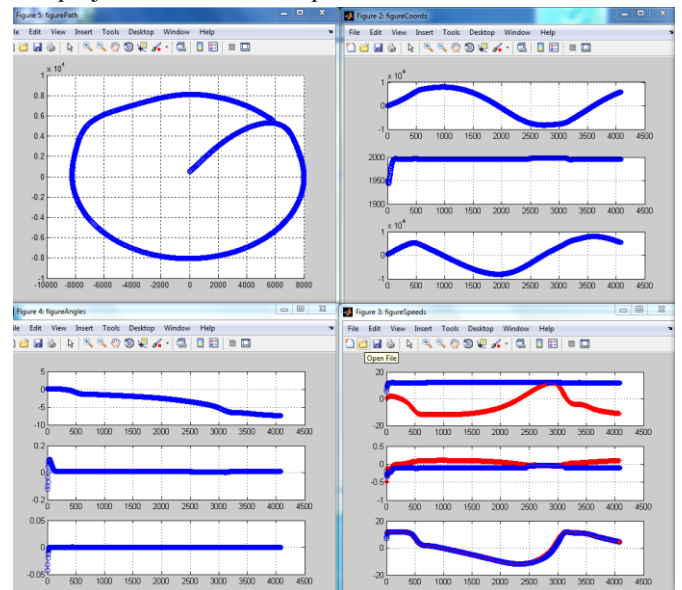 Figure 5: figurePath
File Edit View Insert Tools Desktop Window Help
x 10^4
1
0.8
0.6
0.4
0.2
0
-0.2
-0.4
-0.6
-0.8
-1
-10000 -8000 -6000 -4000 -2000 0 2000 4000 6000 8000
Figure 2: figureCoords
File Edit View Insert Tools Desktop Window Help
x 10^4
1
0
-1
0 500 1000 1500 2000 2500 3000 3500 4000 4500
2000
1950
1900
0 500 1000 1500 2000 2500 3000 3500 4000 4500
x 10^4
1
0
-1
0 500 1000 1500 2000 2500 3000 3500 4000 4500
Figure 4: figureAngles
File Edit View Insert Tools Desktop Window Help
5
0
-5
-10
0 500 1000 1500 2000 2500 3000 3500 4000 4500
0.2
0
-0.2
0 500 1000 1500 2000 2500 3000 3500 4000 4500
0.05
0
-0.05
0 500 1000 1500 2000 2500 3000 3500 4000 4500
Figure 3: figureSpeeds
File Edit View Insert Tools Desktop Window Help
Open File
20
0
-20
0 500 1000 1500 2000 2500 3000 3500 4000 4500
0.5
0
-0.5
-1
0 500 1000 1500 2000 2500 3000 3500 4000 4500
20
0
-20
0 500 1000 1500 2000 2500 3000 3500 4000 4500